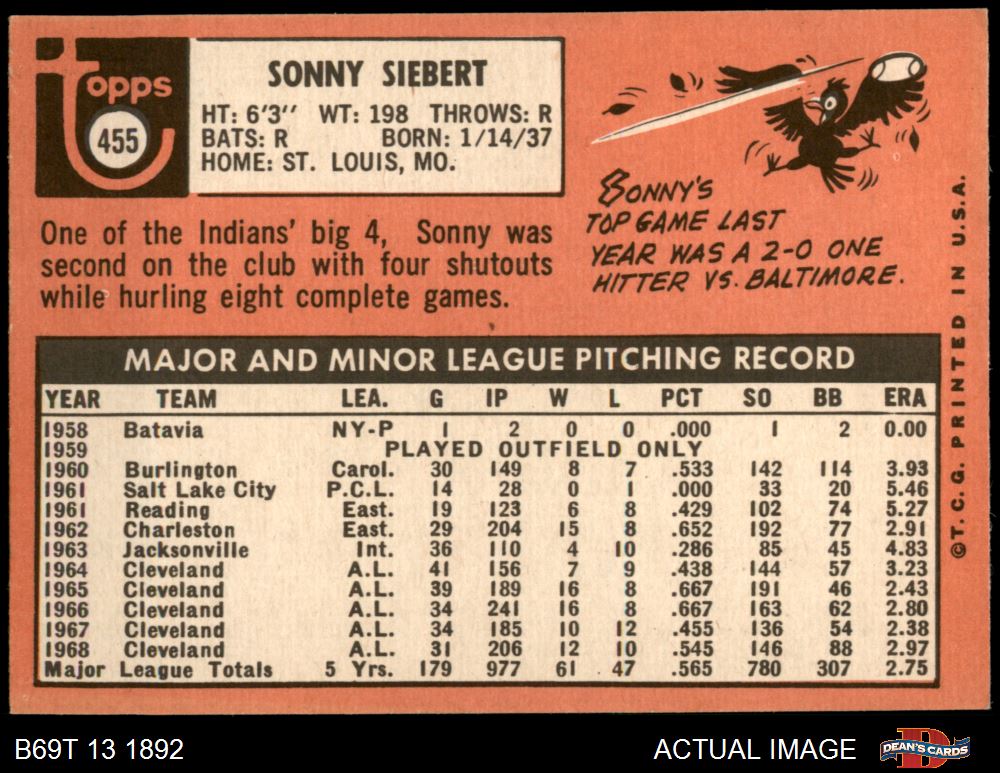 Topps
455
SONNY SIEBERT
HT: 6'3" WT: 198 THROWS: R
BATS: R BORN: 1/14/37
HOME: ST. LOUIS, MO.
One of the Indians' big 4, Sonny was
second on the club with four shutouts
while hurling eight complete games.
SONNY'S
TOP GAME LAST
YEAR WAS A 2-0 ONE
HITTER VS. BALTIMORE.
MAJOR AND MINOR LEAGUE PITCHING RECORD
YEAR TEAM LEA. G IP W L PCT SO BB ERA
1958 Batavia NY-P 1 2 0 0 .000 1 2 0.00
1959 PLAYED OUTFIELD ONLY
1960 Burlington Carol. 30 149 8 7 .533 142 114 3.93
1961 Salt Lake City P.C.L. 14 28 0 1 .000 33 20 5.46
1961 Reading East. 19 123 6 8 .429 102 74 5.27
1962 Charleston East. 29 204 15 8 .652 192 77 2.91
1963 Jacksonville Int. 36 110 4 10 .286 85 45 4.83
1964 Cleveland A.L. 41 156 7 9 .438 144 57 3.23
1965 Cleveland A.L. 39 189 16 8 .667 191 46 2.43
1966 Cleveland A.L. 34 241 16 8 .667 163 62 2.80
1967 Cleveland A.L. 34 185 10 12 .455 136 54 2.38
1968 Cleveland A.L. 31 206 12 10 .545 146 88 2.97
Major League Totals 5 Yrs. 179 977 61 47 .565 780 307 2.75
©T.C.G. PRINTED IN U.S.A.
B69T 13 1892
ACTUAL IMAGE
DEAN'S CARDS